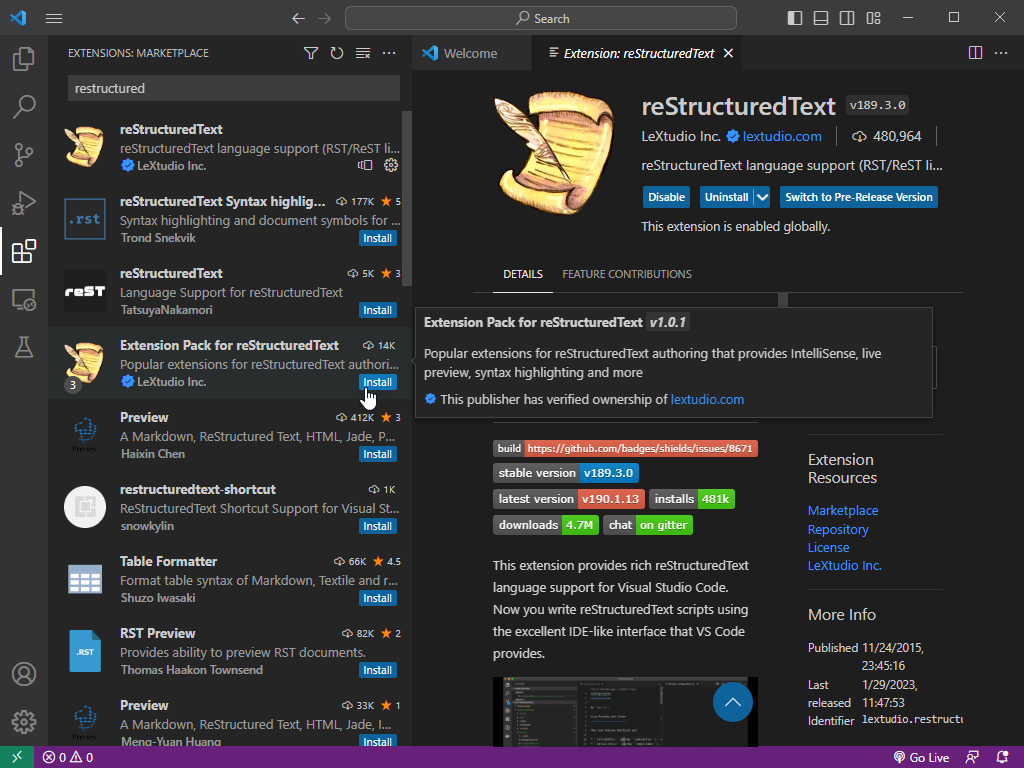 Search
EXTENSIONS: MARKETPLACE
restructured
reStructuredText
reStructuredText language support (RST/ReST li...
LeXtudio Inc.
.rst
reStructuredText Syntax highlig...
177K
5
Syntax highlighting and document symbols for ...
Trond Snekvik
Install
reST
reStructuredText
5K
3
Language Support for reStructuredText
TatsuyaNakamori
Install
Extension Pack for reStructuredText
14K
Popular extensions for reStructuredText authori...
3
LeXtudio Inc.
Install
Preview
412K
3
A Markdown, ReStructured Text, HTML, Jade, P...
Haixin Chen
Install
restructuredtext-shortcut
1K
ReStructuredText Shortcut Support for Visual St...
snowkylin
Install
Table Formatter
66K
4.5
Format table syntax of Markdown, Textile and r...
Shuzo Iwasaki
Install
.RST
RST Preview
82K
2
Provides ability to preview RST documents.
Thomas Haakon Townsend
Install
Preview
33K
1
A Markdown, ReStructured Text, HTML, Jade, I...
Meng-Yuan Huang
Install
Welcome
Extension: reStructuredText
reStructuredText v189.3.0
LeXtudio Inc. lextudio.com 480,964
reStructuredText language support (RST/ReST li...
Disable Uninstall Switch to Pre-Release Version
This extension is enabled globally.
DETAILS FEATURE CONTRIBUTIONS
Extension Pack for reStructuredText v1.0.1
Popular extensions for reStructuredText authoring that provides IntelliSense, live
preview, syntax highlighting and more
This publisher has verified ownership of lextudio.com
build https://github.com/badges/shields/issues/8671
stable version v189.3.0
latest version v190.1.13 installs 481k
downloads 4.7M chat on gitter
This extension provides rich reStructuredText
language support for Visual Studio Code.
Now you write reStructuredText scripts using
the excellent IDE-like interface that VS Code
provides.
Extension
Resources
Marketplace
Repository
License
LeXtudio Inc.
More Info
Published 11/24/2015,
23:45:16
Last 1/29/2023,
released 11:47:53
Identifier lextudio.restructu
0 0
Go Live